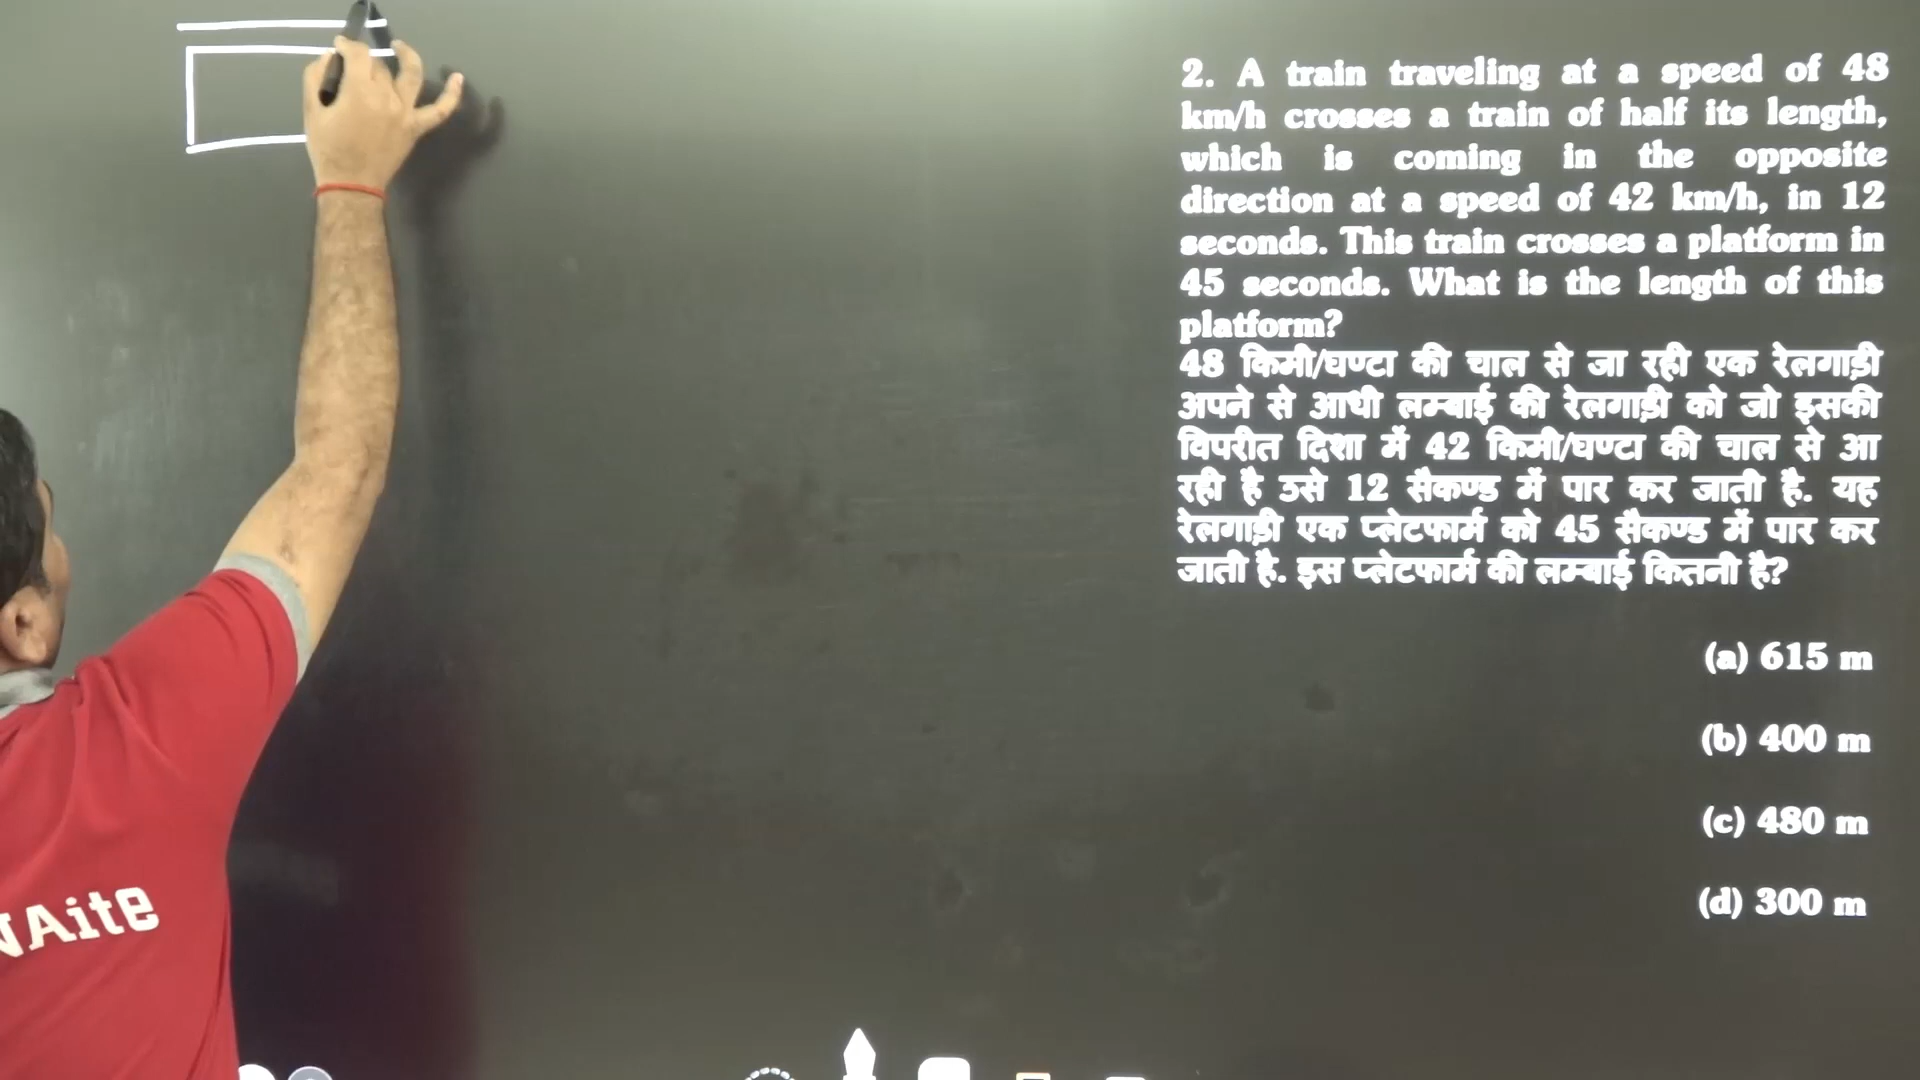 2. A train traveling at a speed of 48
km/h crosses a train of half its length,
which is coming in the opposite
direction at a speed of 42 km/h, in 12
seconds. This train crosses a platform in
45 seconds. What is the length of this
platform?
48 किमी/घण्टा की चाल से जा रही एक रेलगाड़ी
अपने से आधी लम्बाई की रेलगाड़ी को जो इसकी
विपरीत दिशा में 42 किमी/घण्टा की चाल से आ
रही है उसे 12 सैकण्ड में पार कर जाती है. यह
रेलगाड़ी एक प्लेटफार्म को 45 सैकण्ड में पार कर
जाती है. इस प्लेटफार्म की लम्बाई कितनी है?
(a) 615 m
(b) 400 m
(c) 480 m
(d) 300 m